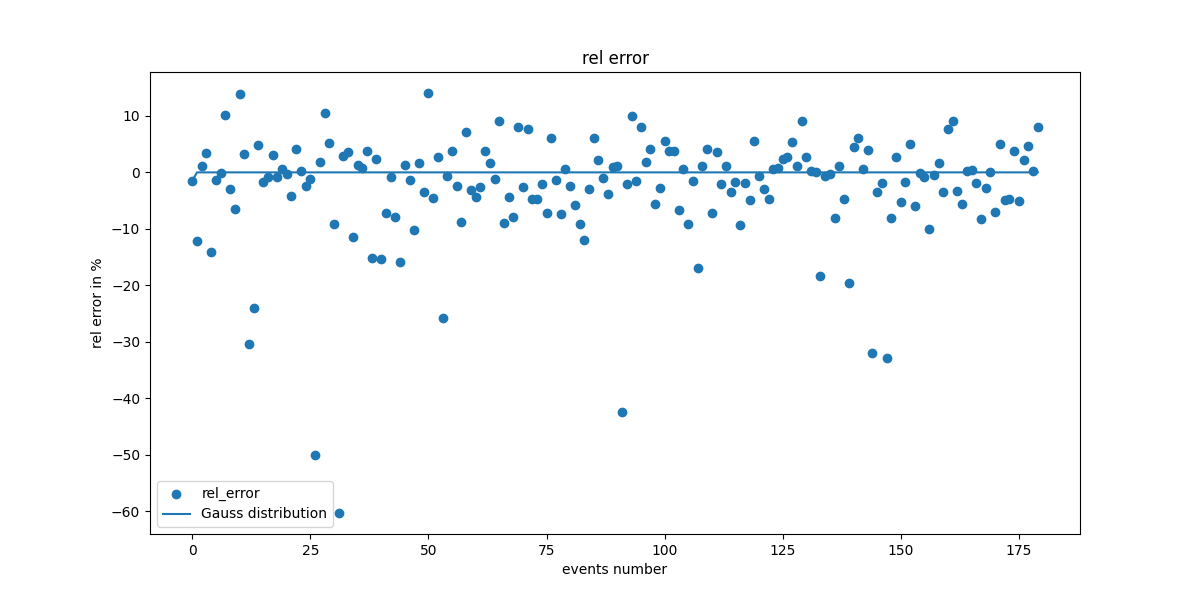 rel error
10
0
−10
−20
−30
−40
−50
−60
rel error in %
rel_error
Gauss distribution
0 25 50 75 100 125 150 175
events number